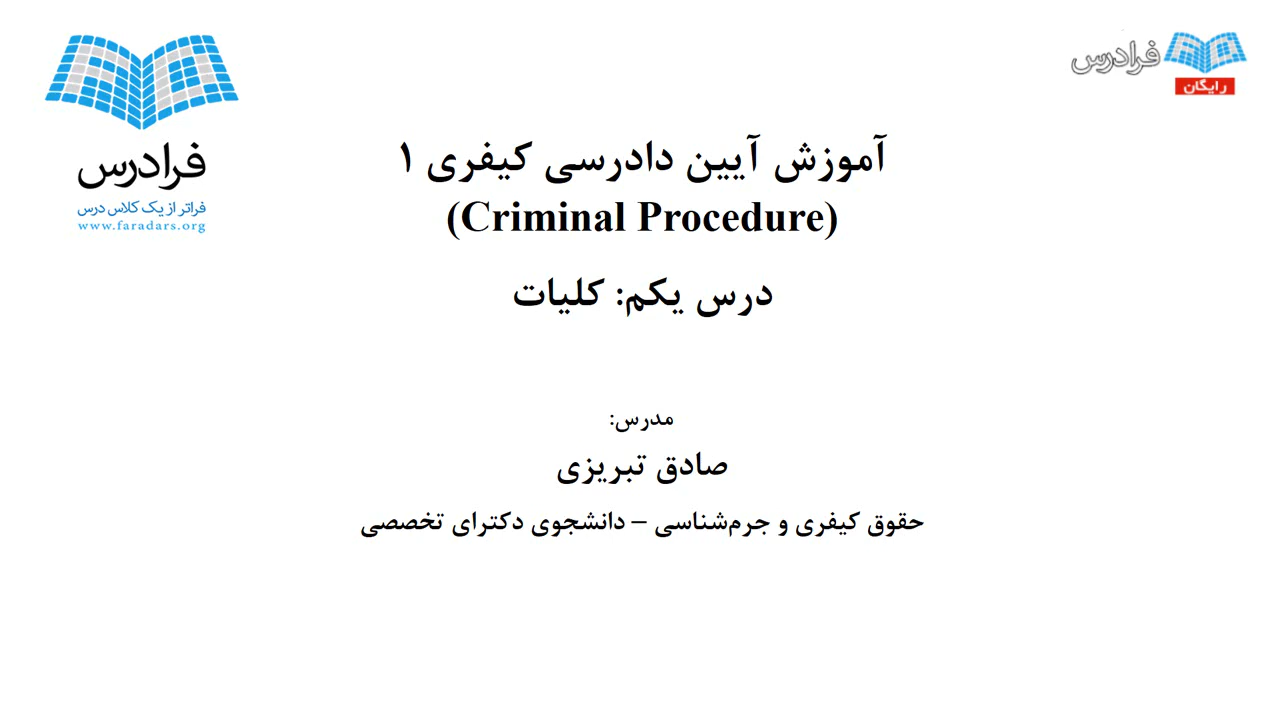 فرادرس
رایگان
فرادرس
فراتر از یک کلاس درس
www.faradars.org
آموزش آیین دادرسی کیفری ۱
(Criminal Procedure)
درس یکم: کلیات
مدرس:
صادق تبریزی
حقوق کیفری و جرم‌شناسی – دانشجوی دکترای تخصصی